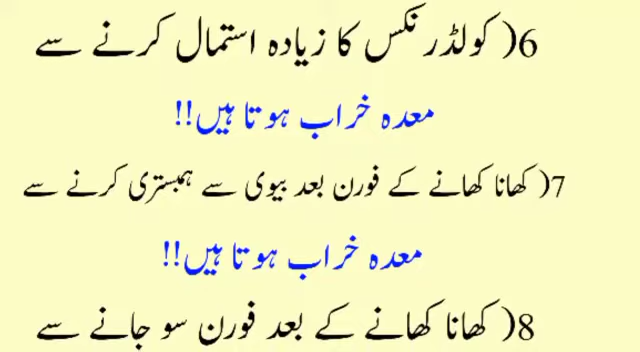 6) کولڈرنکس کا زیادہ استمال کرنے سے
معدہ خراب ہوتا ہیں!!
7) کھانا کھانے کے فورن بعد بیوی سے ہمبستری کرنے سے
معدہ خراب ہوتا ہیں!!
8) کھانا کھانے کے بعد فورن سو جانے سے